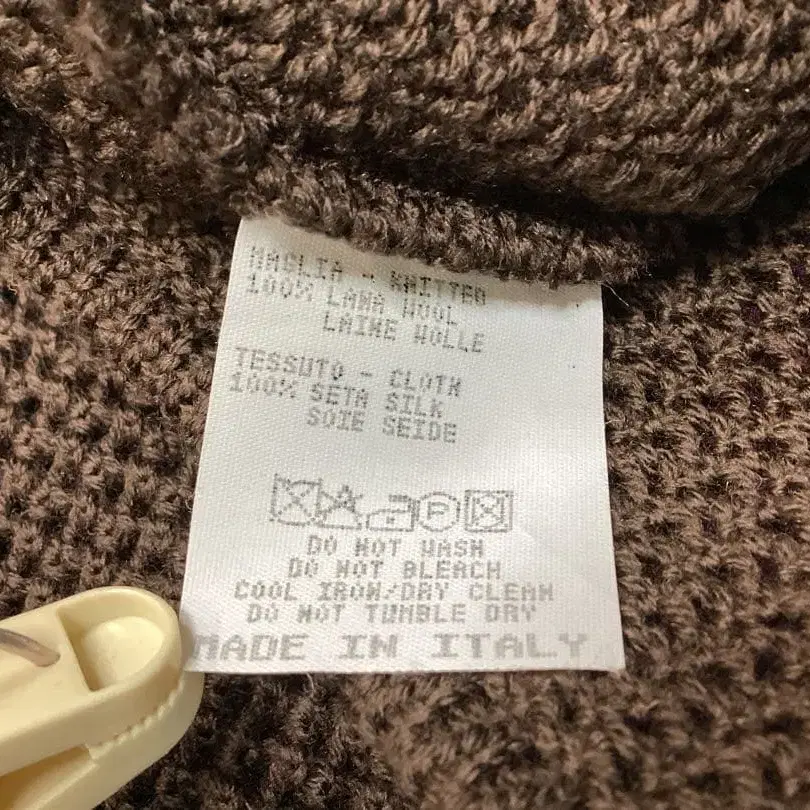 MAGLIA - KNITTED
100% LANA WOOL
LAINE WOLLE
TESSUTO - CLOTH
100% SETA SILK
SOIE SEIDE
P
DO NOT WASH
DO NOT BLEACH
COOL IRON/DRY CLEAN
DO NOT TUMBLE DRY
MADE IN ITALY